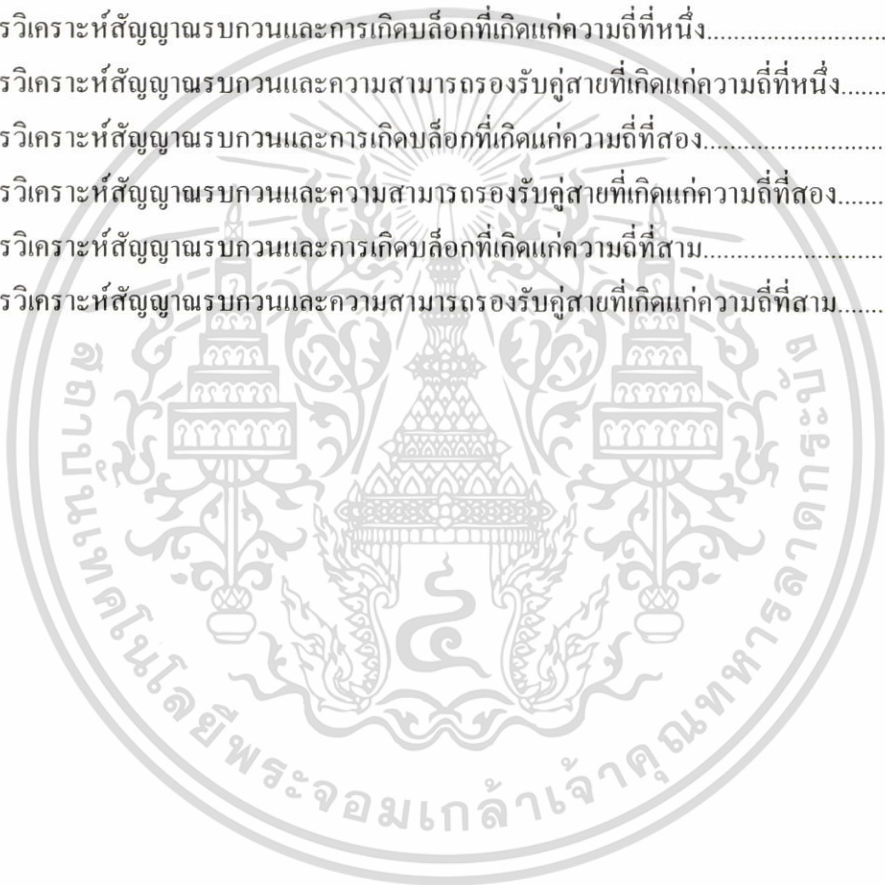 รวิเคราะห์สัญญาณรบกวนและการเกิดบล็อกที่เกิดแก่ความถี่ที่หนึ่ง............................
รวิเคราะห์สัญญาณรบกวนและความสามารถรองรับคู่สายที่เกิดแก่ความถี่ที่หนึ่ง.......
รวิเคราะห์สัญญาณรบกวนและการเกิดบล็อกที่เกิดแก่ความถี่ที่สอง............................
รวิเคราะห์สัญญาณรบกวนและความสามารถรองรับคู่สายที่เกิดแก่ความถี่ที่สอง.......
รวิเคราะห์สัญญาณรบกวนและการเกิดบล็อกที่เกิดแก่ความถี่ที่สาม............................
รวิเคราะห์สัญญาณรบกวนและความสามารถรองรับคู่สายที่เกิดแก่ความถี่ที่สาม.......
สถาบันเทคโนโลยีพระจอมเกล้าเจ้าคุณทหารลาดกระบัง